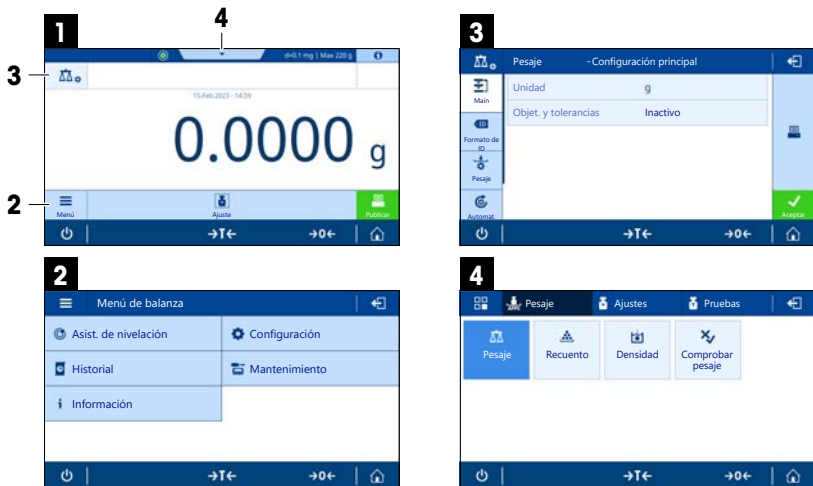 1
4
d=0.1 mg | Max 220 g
3
15.Feb.2023 - 14.59
0.0000 g
2
Menú
Ajuste
Publicar
→T←
→0←
3
Pesaje
- Configuración principal
Main
Unidad
g
Objet. y tolerancias
Inactivo
ID
Formato de
ID
Pesaje
Automat.
Aceptar
→T←
→0←
2
Menú de balanza
Asist. de nivelación
Configuración
Historial
Mantenimiento
i Información
→T←
→0←
4
Pesaje
Ajustes
Pruebas
Pesaje
Recuento
Densidad
Comprobar
pesaje
→T←
→0←